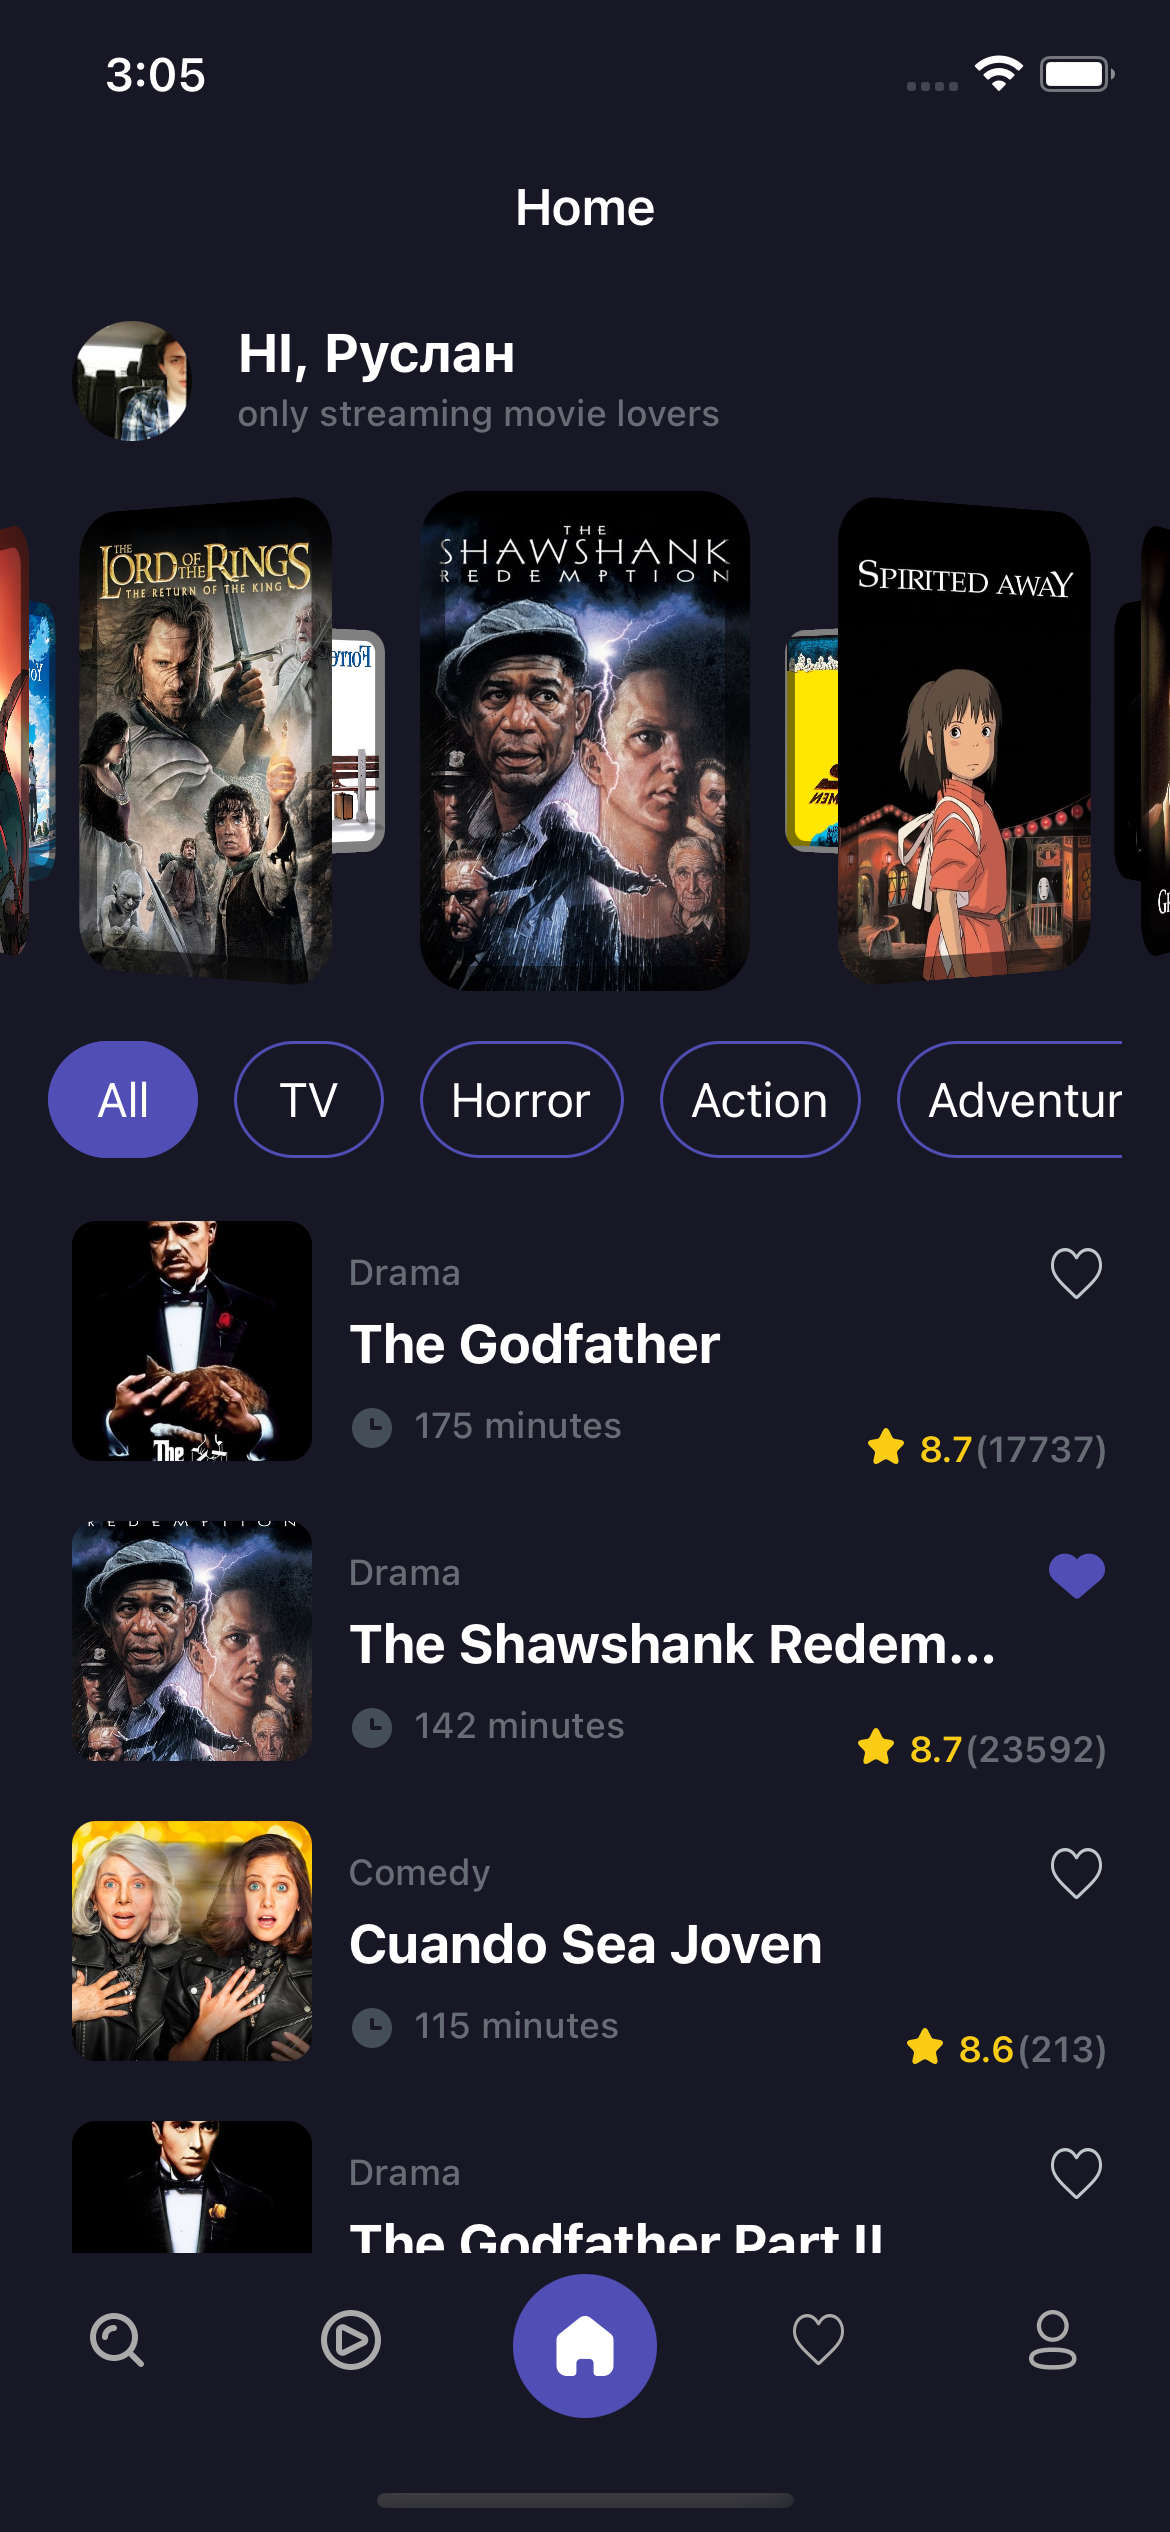 3:05
Home
HI, Руслан
only streaming movie lovers
THE
LORD OF THE RINGS
THE RETURN OF THE KING
THE
SHAWSHANK
REDEMPTION
SPIRITED AWAY
All
TV
Horror
Action
Adventur
Drama
The Godfather
175 minutes
8.7(17737)
The
REDEMPTION
Drama
The Shawshank Redem...
142 minutes
8.7(23592)
Comedy
Cuando Sea Joven
115 minutes
8.6(213)
Drama
The Godfather Part II